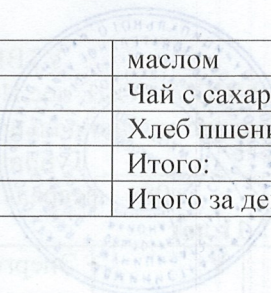 маслом
Чай с сахар
Хлеб пшени
Итого:
Итого за де